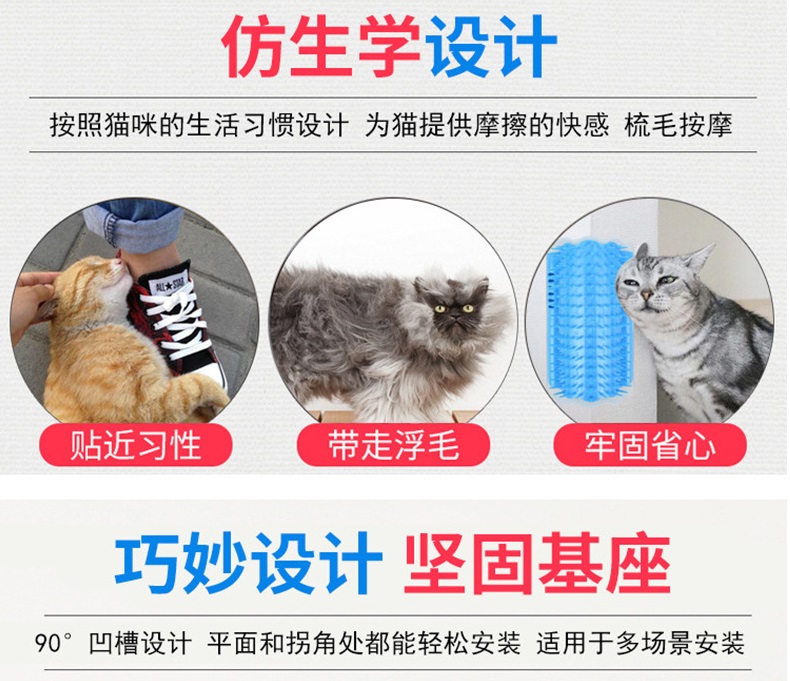 仿生学设计
按照猫咪的生活习惯设计 为猫提供摩擦的快感 梳毛按摩
ALL★STAR
贴近习性
带走浮毛
牢固省心
巧妙设计 坚固基座
90° 凹槽设计 平面和拐角处都能轻松安装 适用于多场景安装